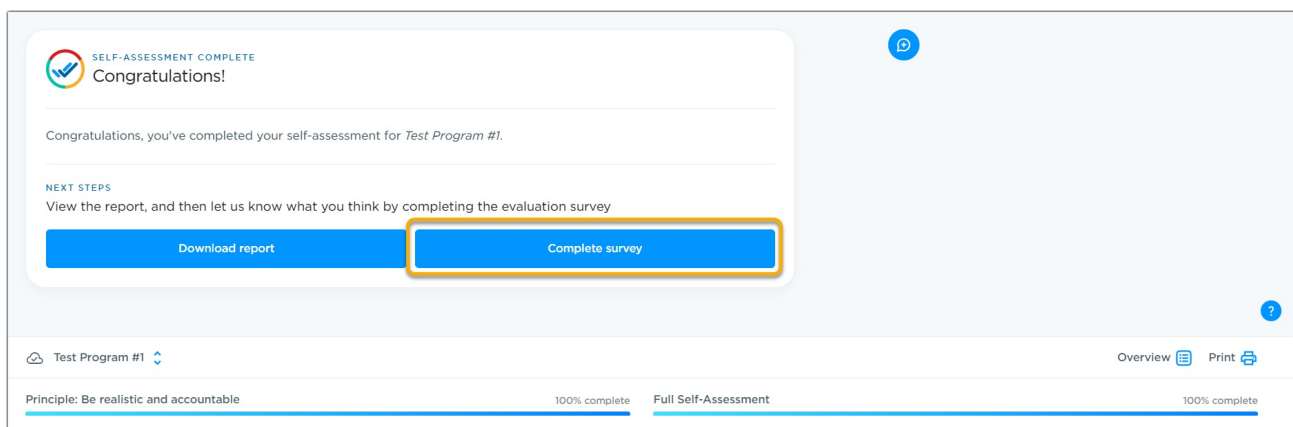 SELF-ASSESSMENT COMPLETE
Congratulations!
Congratulations, you've completed your self-assessment for Test Program #1.
NEXT STEPS
View the report, and then let us know what you think by completing the evaluation survey
Download report
Complete survey
?
Test Program #1
Overview
Print
Principle: Be realistic and accountable
100% complete
Full Self-Assessment
100% complete